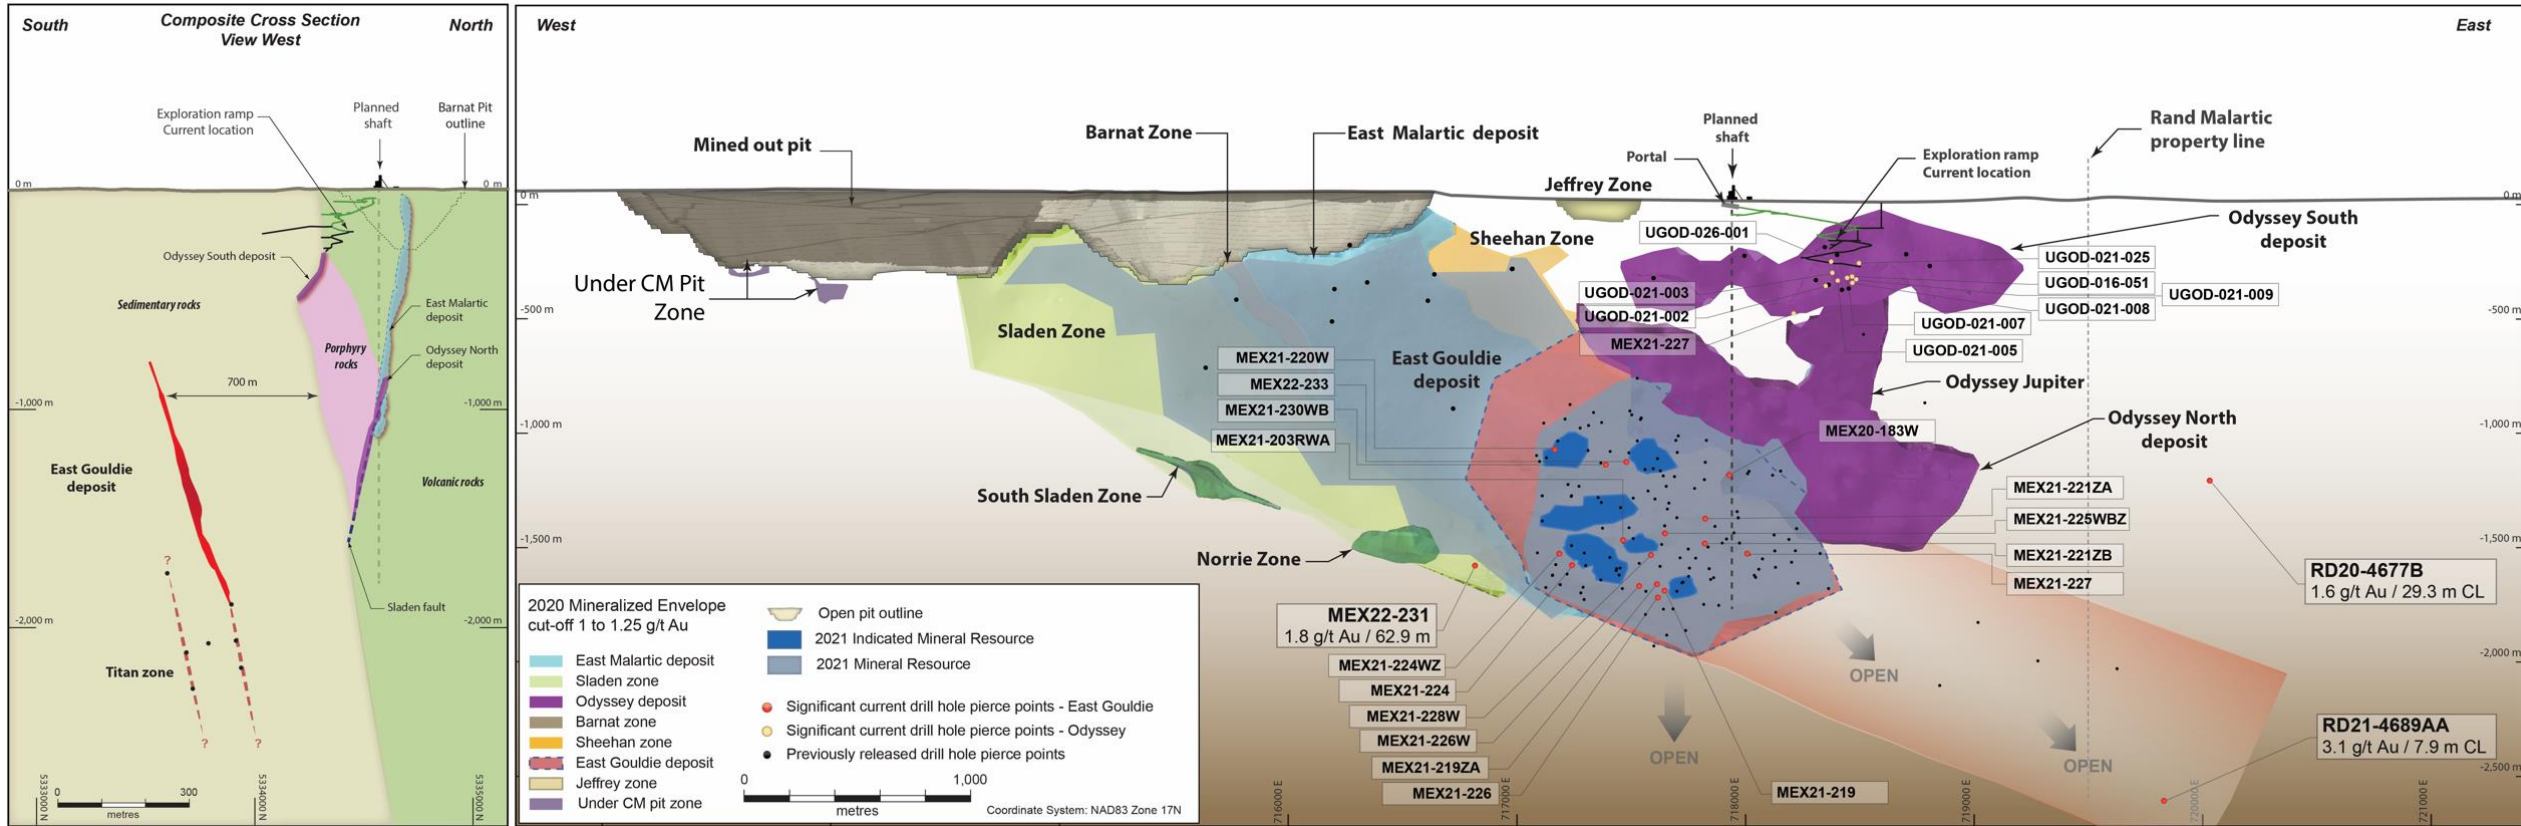 South
Composite Cross Section
View West
North
Exploration ramp
Current location
Planned
shaft
Barnat Pit
outline
0 m
0 m
Odyssey South deposit
Sedimentary rocks
East Malartic
deposit
Porphyry
rocks
Odyssey North
deposit
700 m
-1,000 m
-1,000 m
East Gouldie
deposit
Volcanic rocks
?
Sladen fault
-2,000 m
-2,000 m
Titan zone
?
?
5333000 N
5334000 N
5335000 N
0
300
metres
West
East
Mined out pit
Barnat Zone
East Malartic deposit
Planned
shaft
Portal
Exploration ramp
Current location
Rand Malartic
property line
0 m
0 m
Jeffrey Zone
Odyssey South
deposit
UGOD-026-001
Sheehan Zone
UGOD-021-025
Under CM Pit
Zone
UGOD-021-003
UGOD-016-051
UGOD-021-009
-500 m
-500 m
UGOD-021-002
UGOD-021-008
Sladen Zone
UGOD-021-007
MEX21-227
UGOD-021-005
MEX21-220W
East Gouldie
deposit
MEX22-233
Odyssey Jupiter
MEX21-230WB
Odyssey North
deposit
-1,000 m
-1,000 m
MEX21-203RWA
MEX20-183W
South Sladen Zone
MEX21-221ZA
MEX21-225WBZ
-1,500 m
-1,500 m
Norrie Zone
MEX21-221ZB
MEX21-227
RD20-4677B
1.6 g/t Au / 29.3 m CL
MEX22-231
1.8 g/t Au / 62.9 m
-2,000 m
MEX21-224WZ
OPEN
MEX21-224
MEX21-228W
RD21-4689AA
3.1 g/t Au / 7.9 m CL
MEX21-226W
OPEN
OPEN
MEX21-219ZA
-2,500 m
MEX21-226
MEX21-219
716000 E
717000 E
718000 E
719000 E
720000 E
721000 E
2020 Mineralized Envelope
cut-off 1 to 1.25 g/t Au
East Malartic deposit
Sladen zone
Odyssey deposit
Barnat zone
Sheehan zone
East Gouldie deposit
Jeffrey zone
Under CM pit zone
Open pit outline
2021 Indicated Mineral Resource
2021 Mineral Resource
Significant current drill hole pierce points - East Gouldie
Significant current drill hole pierce points - Odyssey
Previously released drill hole pierce points
0
1,000
metres
Coordinate System: NAD83 Zone 17N